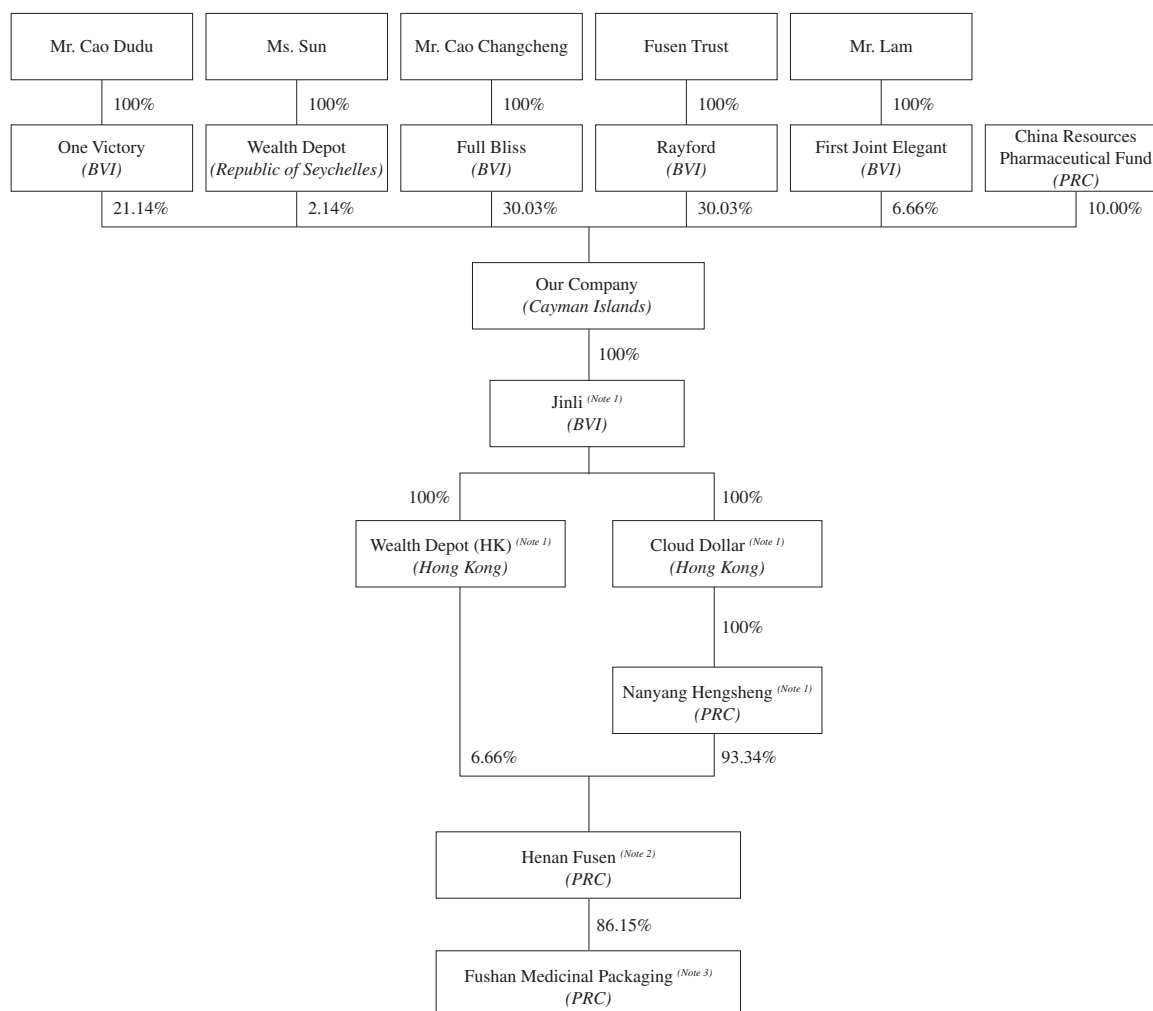 Mr. Cao Dudu
Ms. Sun
Mr. Cao Changcheng
Fusen Trust
Mr. Lam
100%
100%
100%
100%
100%
One Victory
(BVI)
Wealth Depot
(Republic of Seychelles)
Full Bliss
(BVI)
Rayford
(BVI)
First Joint Elegant
(BVI)
China Resources
Pharmaceutical Fund
(PRC)
21.14%
2.14%
30.03%
30.03%
6.66%
10.00%
Our Company
(Cayman Islands)
100%
Jinli (Note 1)
(BVI)
100%
100%
Wealth Depot (HK) (Note 1)
(Hong Kong)
Cloud Dollar (Note 1)
(Hong Kong)
100%
Nanyang Hengsheng (Note 1)
(PRC)
6.66%
93.34%
Henan Fusen (Note 2)
(PRC)
86.15%
Fushan Medicinal Packaging (Note 3)
(PRC)